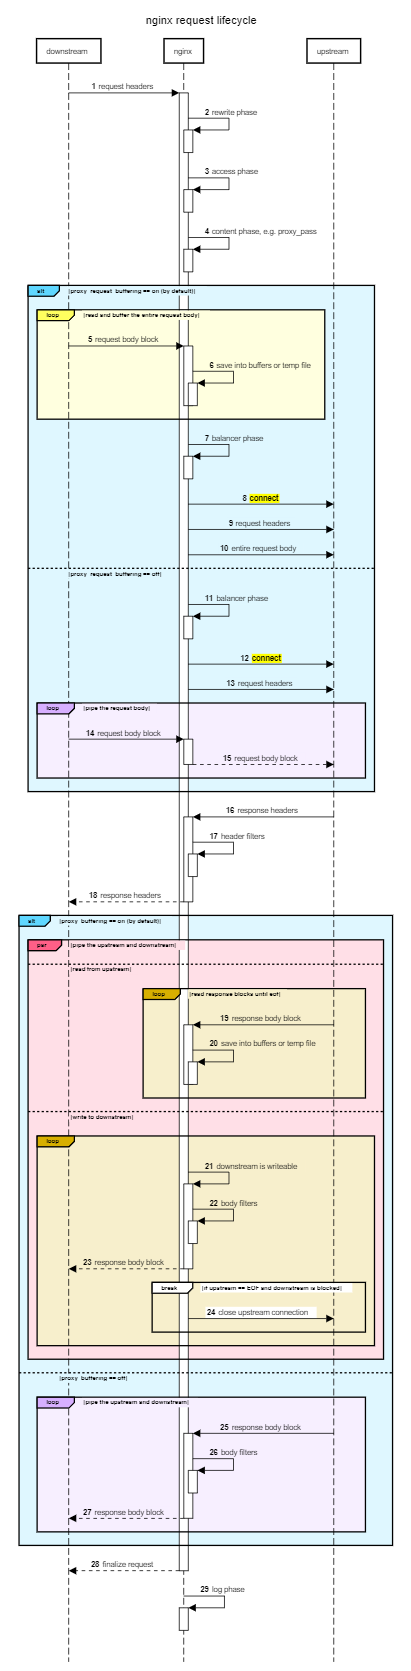 nginx request lifecycle
downstream nginx upstream
1 request headers
2 rewrite phase
3 access phase
4 content phase, e.g. proxy_pass
alt [proxy_request_buffering == on (by default)]
loop [read and buffer the entire request body]
5 request body block
6 save into buffers or temp file
7 balancer phase
8 connect
9 request headers
10 entire request body
[proxy_request_buffering == off]
11 balancer phase
12 connect
13 request headers
loop [pipe the request body]
14 request body block
15 request body block
16 response headers
17 header filters
18 response headers
alt [proxy_buffering == on (by default)]
par [pipe the upstream and downstream]
[read from upstream]
loop [read response blocks until eof]
19 response body block
20 save into buffers or temp file
[write to downstream]
loop
21 downstream is writeable
22 body filters
23 response body block
break [if upstream == EOF and downstream is blocked]
24 close upstream connection
[proxy_buffering == off]
loop [pipe the upstream and downstream]
25 response body block
26 body filters
27 response body block
28 finalize request
29 log phase